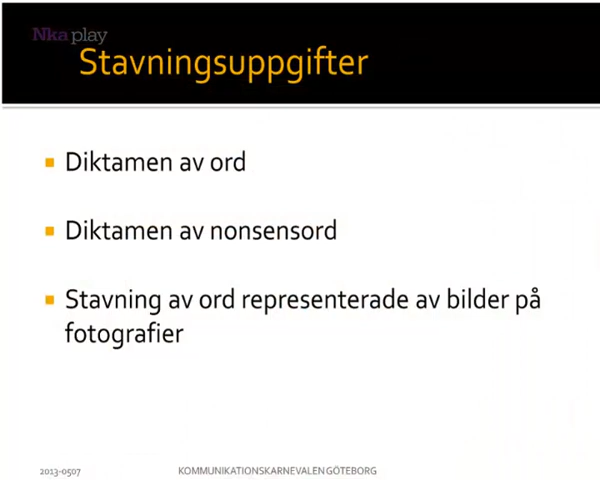 Nka play
Stavningsuppgifter
Diktamen av ord
Diktamen av nonsensord
Stavning av ord representerade av bilder på
fotografier
2013-0507
KOMMUNIKATIONSKARNEVALEN GÖTEBORG